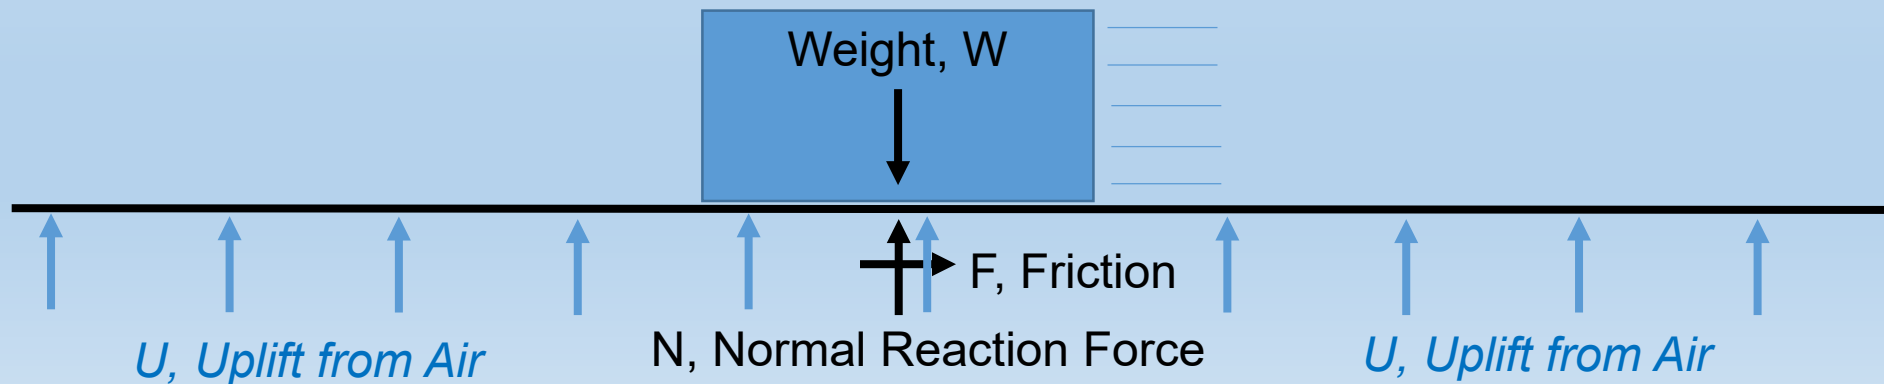 Weight, W
F, Friction
U, Uplift from Air
N, Normal Reaction Force
U, Uplift from Air